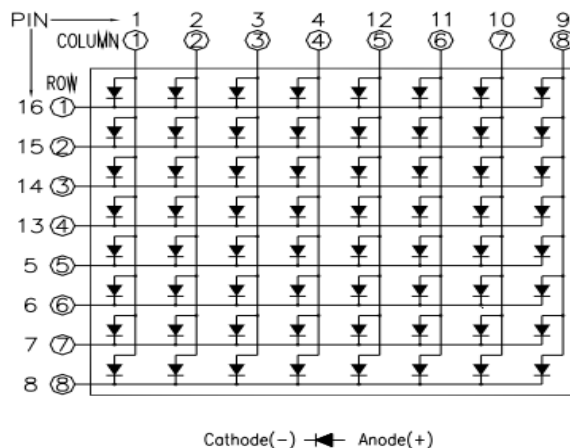 PIN 1 2 3 4 12 11 10 9
COLUMN ① ② ③ ④ ⑤ ⑥ ⑦ ⑧
ROW
16 ①
15 ②
14 ③
13 ④
5 ⑤
6 ⑥
7 ⑦
8 ⑧
Cathode(-) Anode(+)